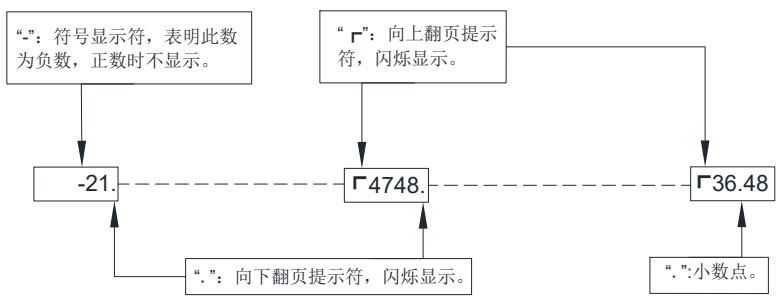 “-”：符号显示符，表明此数
为负数，正数时不显示。
“┏”：向上翻页提示
符，闪烁显示。
-21.
┏4748.
┏36.48
“.”：向下翻页提示符，闪烁显示。
“.”:小数点。